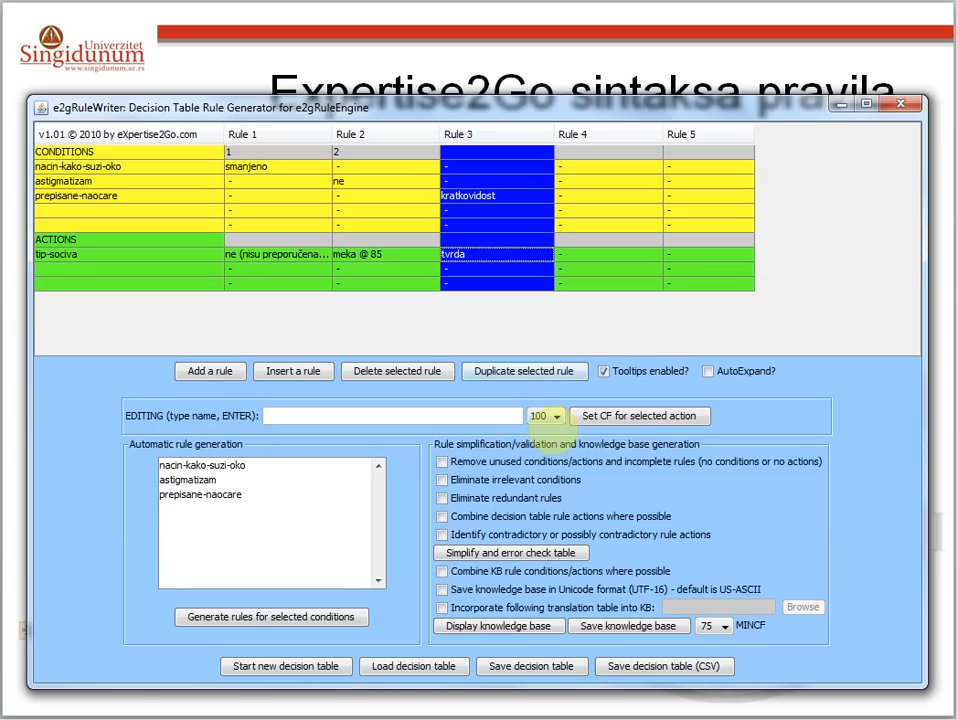 Univerzitet
Singidunum
www.singidunum.ac.rs
Expertise2Go sintaksa pravila
e2gRuleWriter: Decision Table Rule Generator for e2gRuleEngine
v1.01 © 2010 by eXpertise2Go.com Rule 1 Rule 2 Rule 3 Rule 4 Rule 5
CONDITIONS 1 2
nacin-kako-suzi-oko smanjeno - - - -
astigmatizam - ne - - -
prepisane-naocare - - kratkovidost - -
- - - - -
- - - - -
ACTIONS
tip-sociva ne (nisu preporučena... meka @ 85 tvrda - -
- - - - -
- - - - -
Add a rule Insert a rule Delete selected rule Duplicate selected rule Tooltips enabled? AutoExpand?
EDITING (type name, ENTER): 100 Set CF for selected action
Automatic rule generation
nacin-kako-suzi-oko
astigmatizam
prepisane-naocare
Generate rules for selected conditions
Rule simplification/validation and knowledge base generation
Remove unused conditions/actions and incomplete rules (no conditions or no actions)
Eliminate irrelevant conditions
Eliminate redundant rules
Combine decision table rule actions where possible
Identify contradictory or possibly contradictory rule actions
Simplify and error check table
Combine KB rule conditions/actions where possible
Save knowledge base in Unicode format (UTF-16) - default is US-ASCII
Incorporate following translation table into KB: Browse
Display knowledge base Save knowledge base 75 MINCF
Start new decision table Load decision table Save decision table Save decision table (CSV)